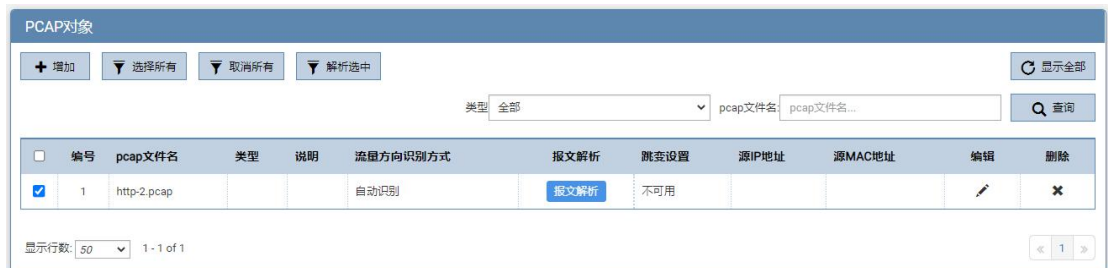 PCAP对象
增加 选择所有 取消所有 解析选中 显示全部
类型 全部 pcap文件名: pcap文件名... 查询
编号 pcap文件名 类型 说明 流量方向识别方式 报文解析 跳变设置 源IP地址 源MAC地址 编辑 删除
1 http-2.pcap 自动识别 报文解析 不可用
显示行数: 50 1 - 1 of 1 « 1 »